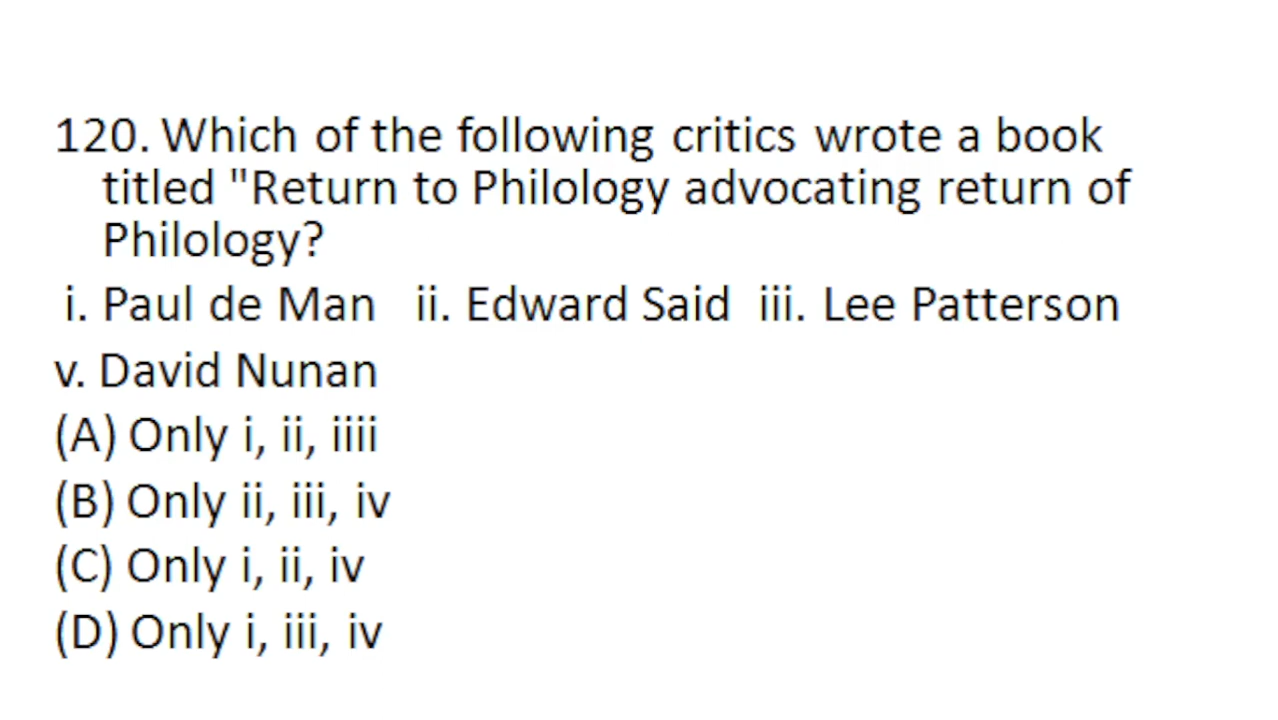 120. Which of the following critics wrote a book
titled "Return to Philology advocating return of
Philology?
i. Paul de Man ii. Edward Said iii. Lee Patterson
v. David Nunan
(A) Only i, ii, iiii
(B) Only ii, iii, iv
(C) Only i, ii, iv
(D) Only i, iii, iv